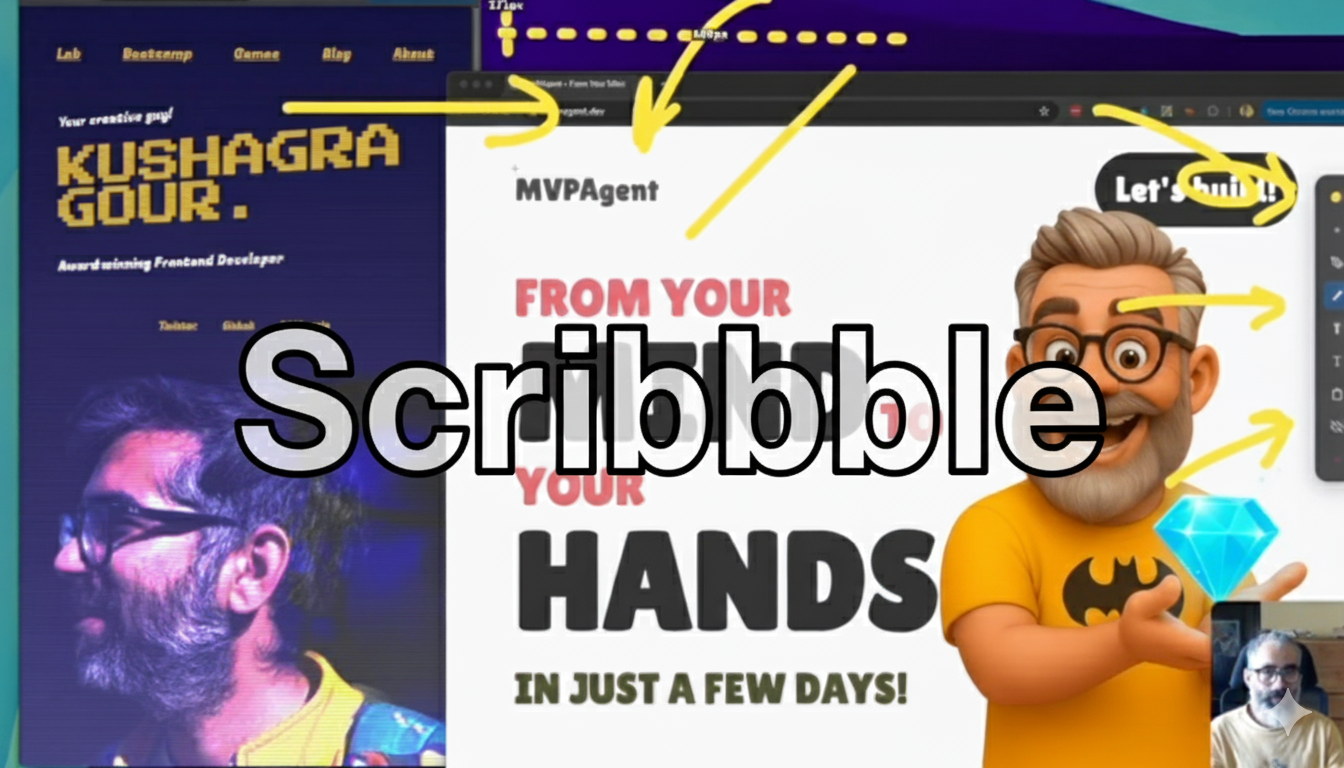 Lab Bootcamp Games Blog About
Your creative guy!
KUSHAGRA
GOUR.
Award winning Frontend Developer
Twitter Github
MVPAgent
Let's build!
FROM YOUR
MIND TO
YOUR
HANDS
IN JUST A FEW DAYS!
Scribbble